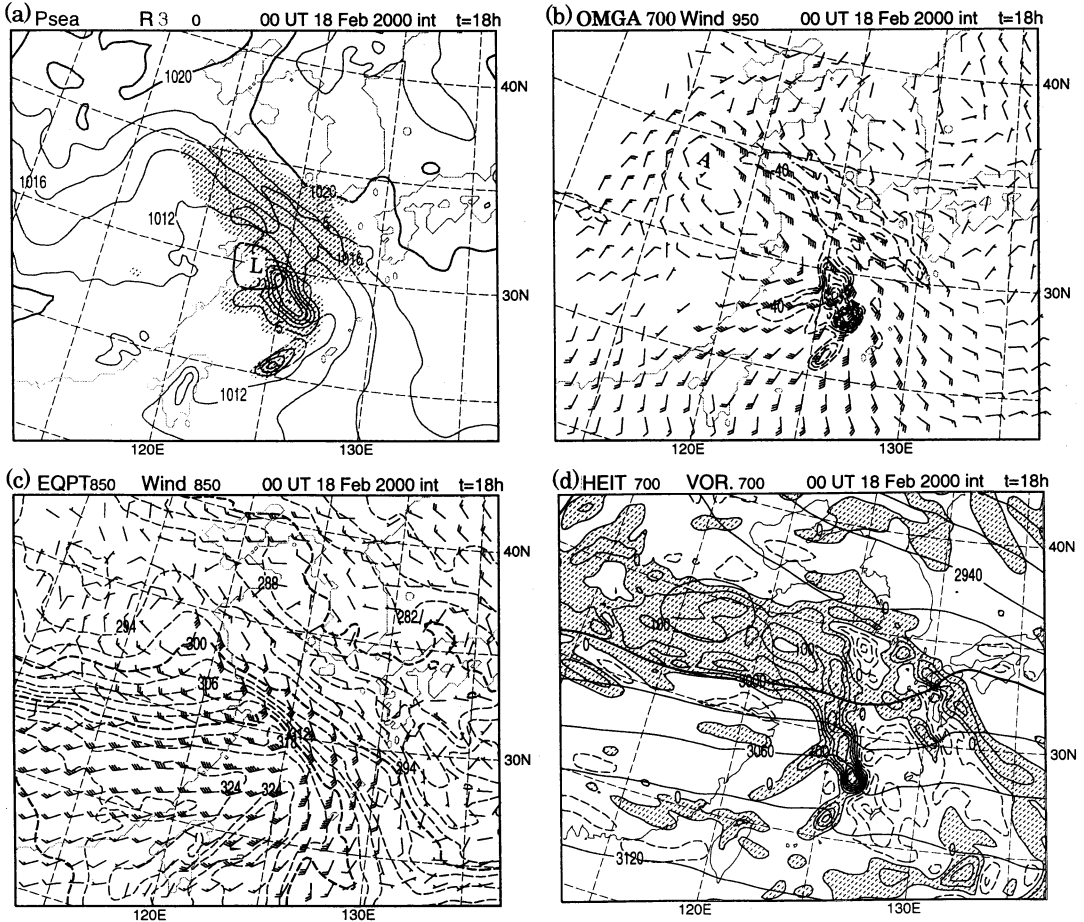 (a) Psea R 3 0 00 UT 18 Feb 2000 int t=18h
1020
40N
1016
1020
1012
1016
L
30N
1012
120E 130E
(b) OMGA 700 Wind 950 00 UT 18 Feb 2000 int t=18h
40N
A
-40
30N
-40
120E 130E
(c) EQPT 850 Wind 850 00 UT 18 Feb 2000 int t=18h
40N
288
282
294
300
306
312
30N
294
324 324
120E 130E
(d) HEIT 700 VOR. 700 00 UT 18 Feb 2000 int t=18h
40N
2940
0
100
100
3000
3060
0
30N
3120
120E 130E